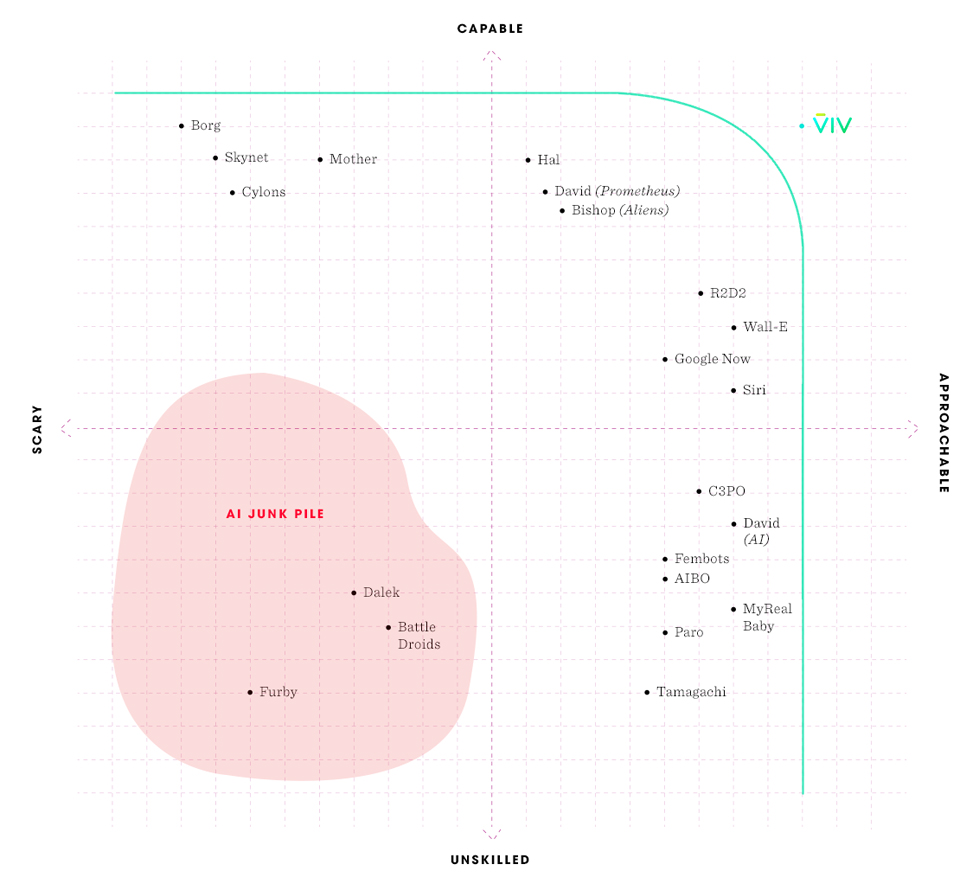 CAPABLE
Borg
VIV
Skynet
Mother
Hal
Cylons
David (Prometheus)
Bishop (Aliens)
R2D2
Wall-E
Google Now
Siri
SCARY
APPROACHABLE
C3PO
AI JUNK PILE
David
(AI)
Fembots
AIBO
Dalek
MyReal
Baby
Battle
Droids
Paro
Furby
Tamagachi
UNSKILLED